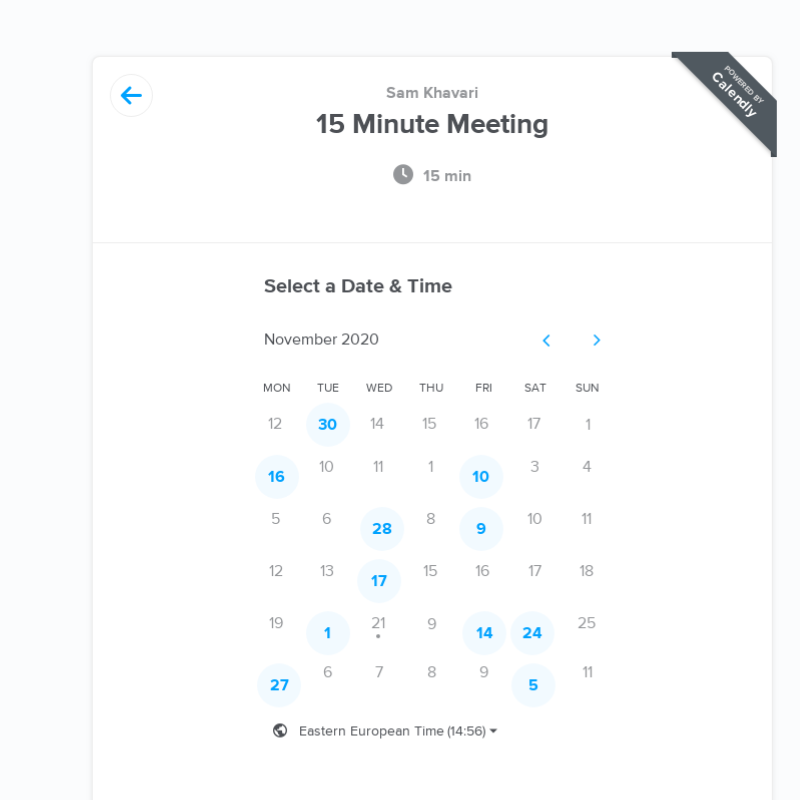 POWERED BY
Calendly
Sam Khavari
15 Minute Meeting
15 min
Select a Date & Time
November 2020
MON TUE WED THU FRI SAT SUN
12 30 14 15 16 17 1
16 10 11 1 10 3 4
5 6 28 8 9 10 11
12 13 17 15 16 17 18
19 1 21 9 14 24 25
27 6 7 8 9 5 11
Eastern European Time (14:56)